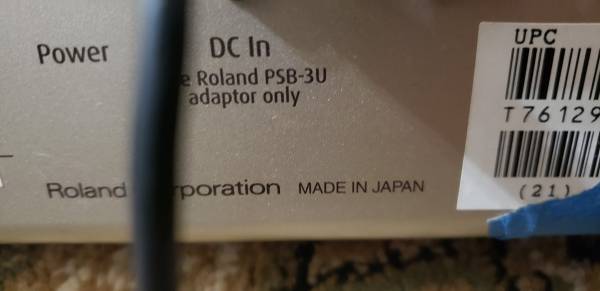 Power
DC In
e Roland PSB-3U
adaptor only
Roland
rporation MADE IN JAPAN
UPC
T76129
(21)